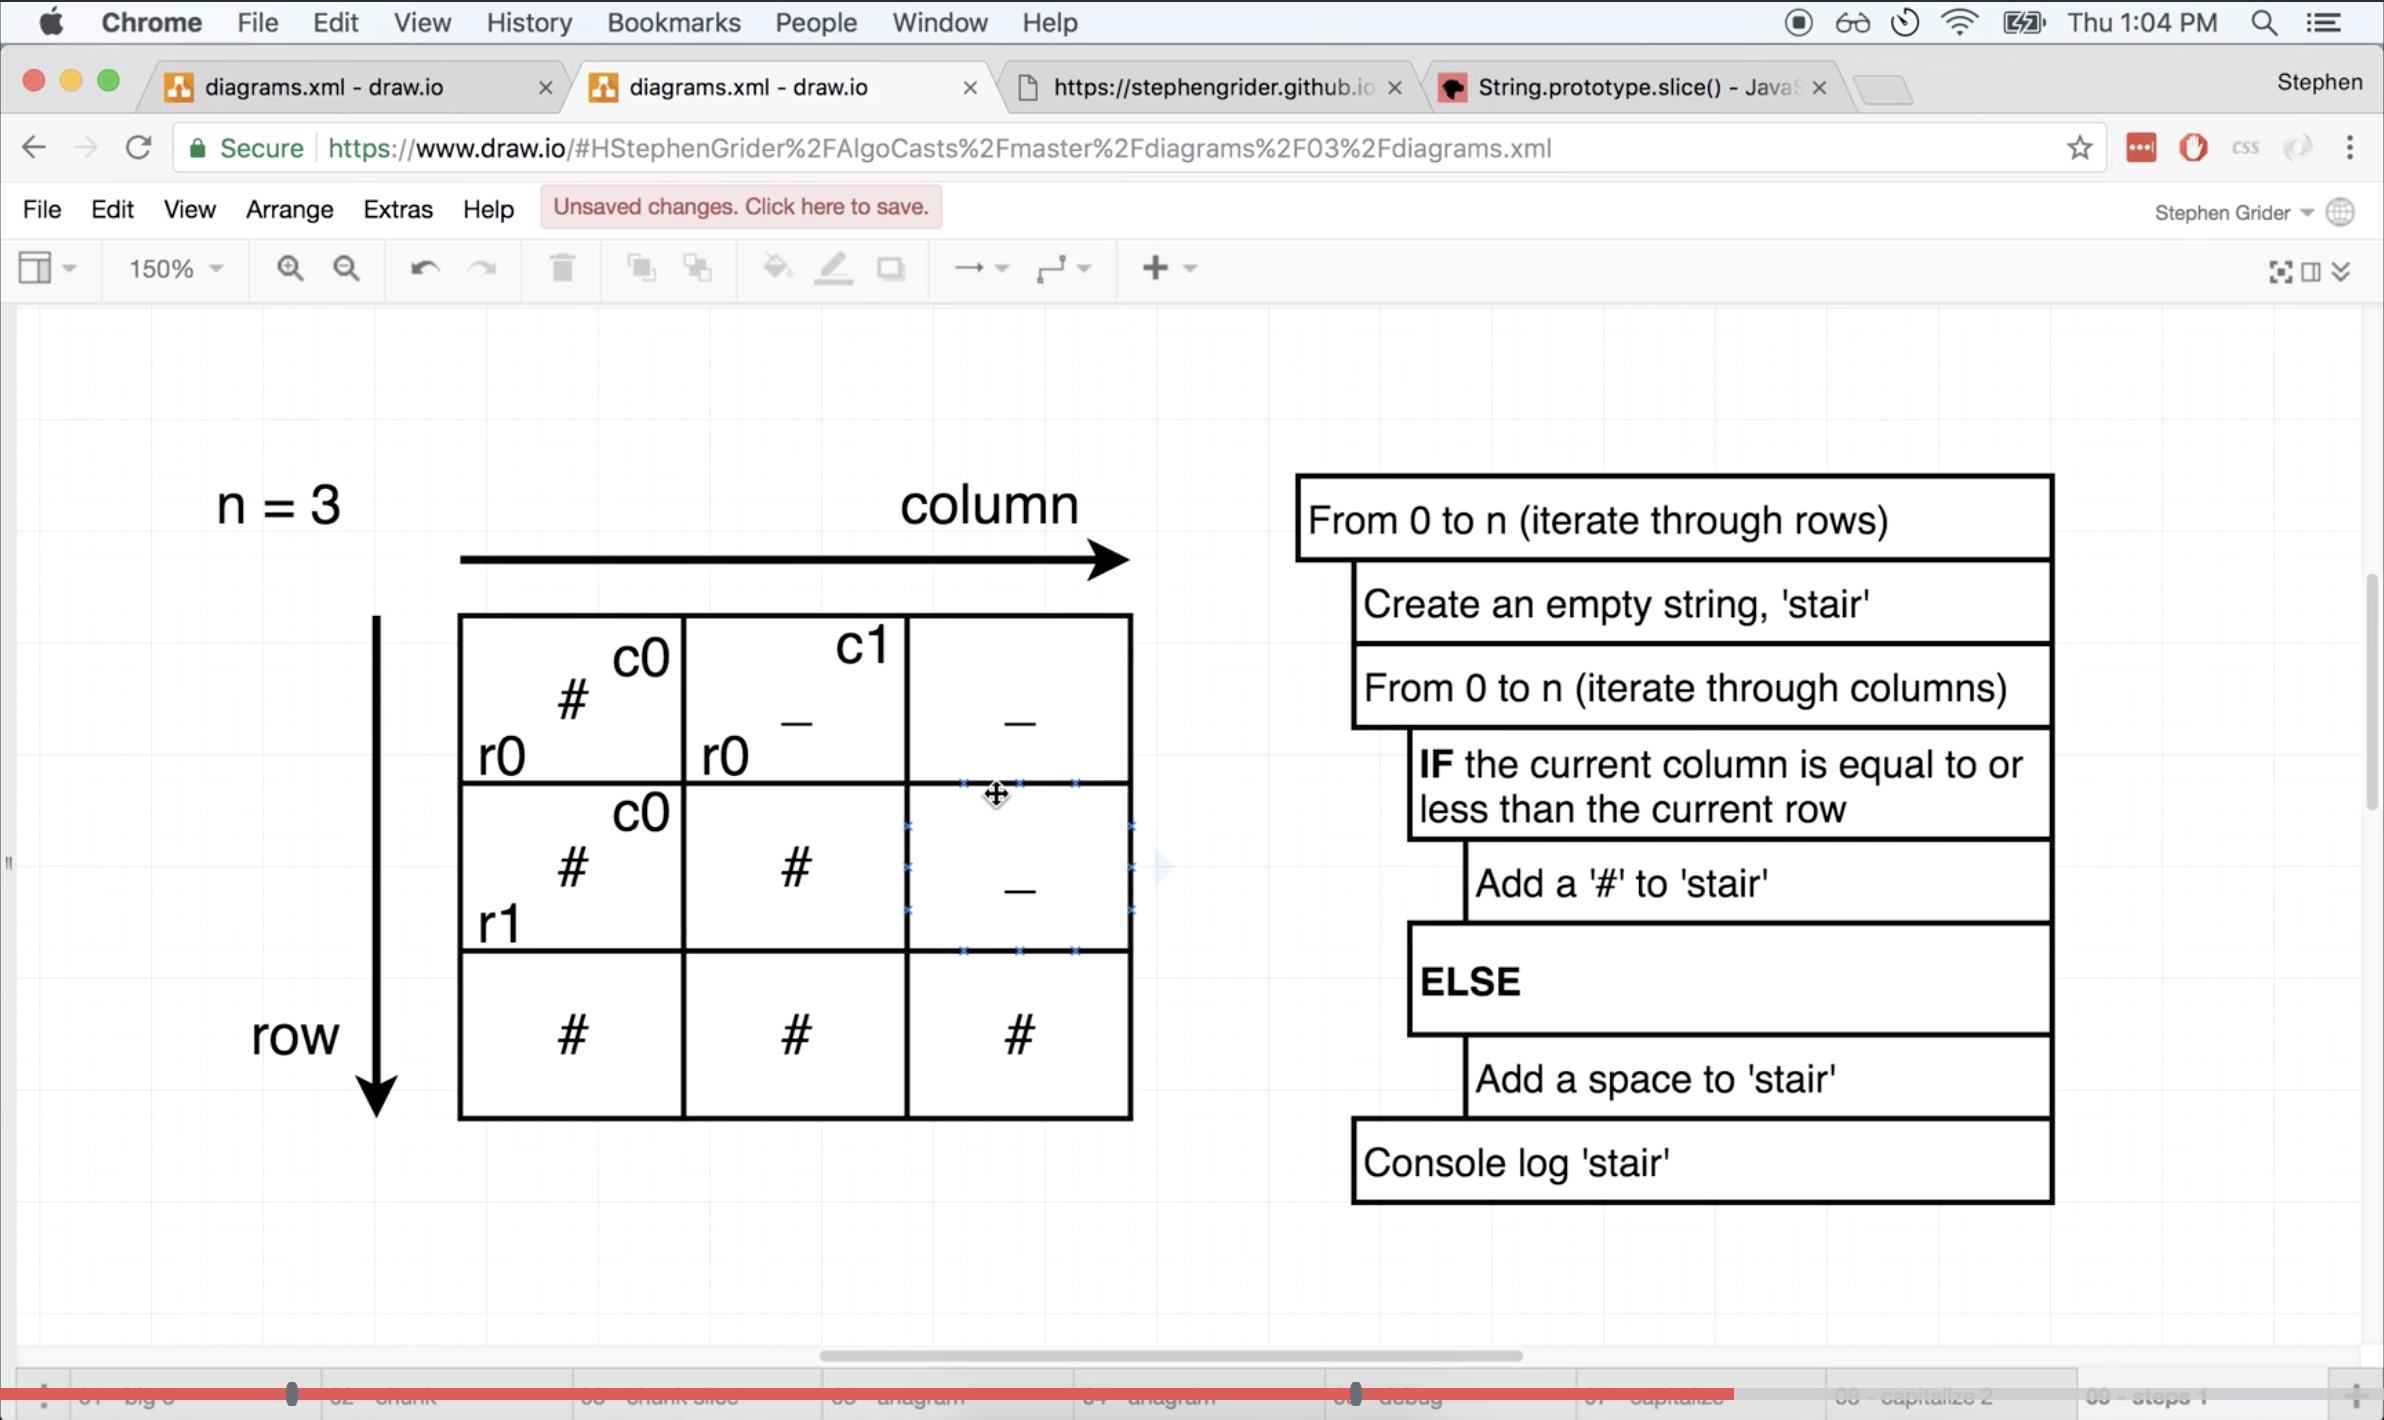 Chrome File Edit View History Bookmarks People Window Help Thu 1:04 PM
diagrams.xml - draw.io diagrams.xml - draw.io https://stephengrider.github.io String.prototype.slice() - Java Stephen
Secure https://www.draw.io/#HStephenGrider%2FAlgoCasts%2Fmaster%2Fdiagrams%2F03%2Fdiagrams.xml css
File Edit View Arrange Extras Help Unsaved changes. Click here to save. Stephen Grider
150%
n = 3
column
row
c0 c1
# _ _
r0 r0
c0
# # _
r1
# # #
From 0 to n (iterate through rows)
Create an empty string, 'stair'
From 0 to n (iterate through columns)
IF the current column is equal to or
less than the current row
Add a '#' to 'stair'
ELSE
Add a space to 'stair'
Console log 'stair'
08 - capitalize 2 09 - steps 1